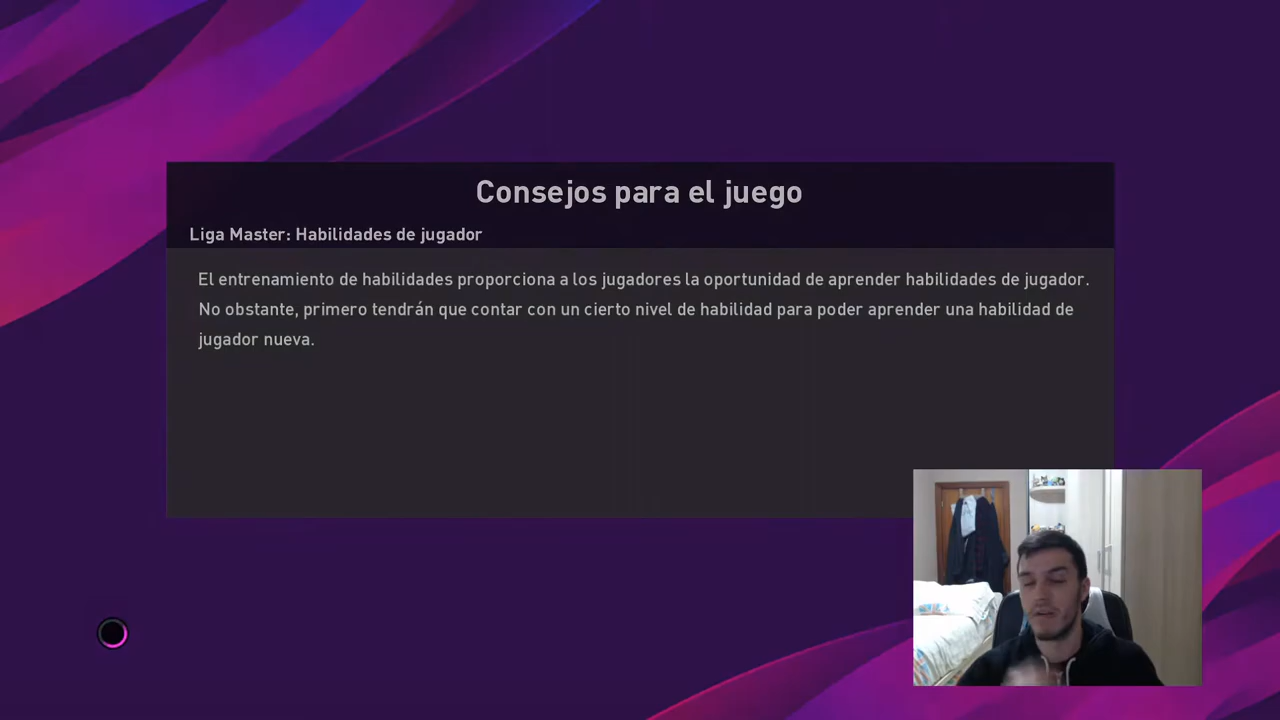 Consejos para el juego
Liga Master: Habilidades de jugador
El entrenamiento de habilidades proporciona a los jugadores la oportunidad de aprender habilidades de jugador.
No obstante, primero tendrán que contar con un cierto nivel de habilidad para poder aprender una habilidad de
jugador nueva.